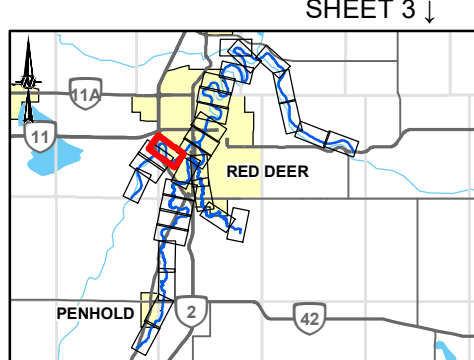 SHEET 3 ↓
N
11A
11
RED DEER
PENHOLD
2
42